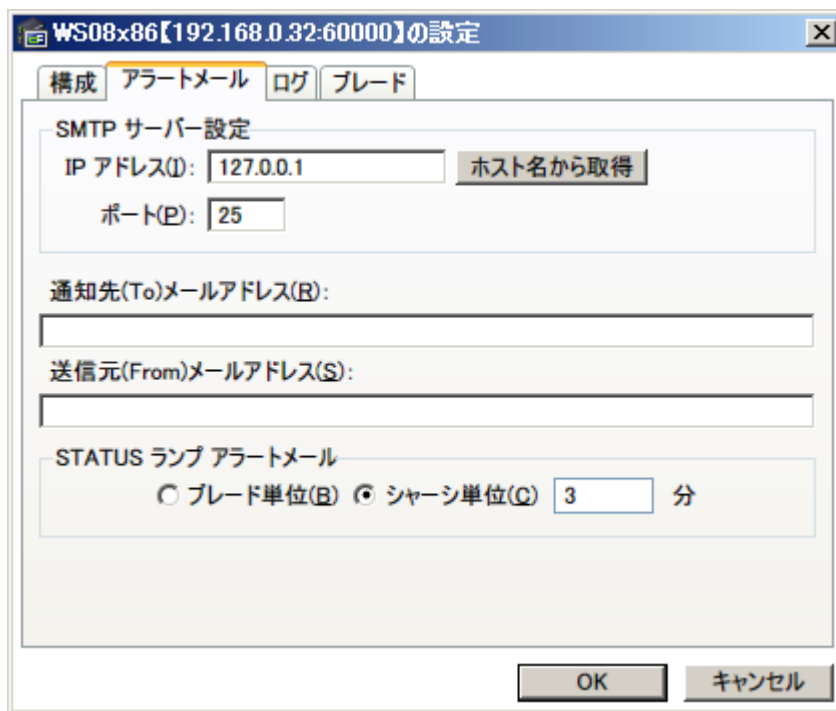 WS08x86【192.168.0.32:60000】の設定
構成 アラートメール ログ ブレード
SMTP サーバー設定
IP アドレス(I): 127.0.0.1 ホスト名から取得
ポート(P): 25
通知先(To)メールアドレス(R):
送信元(From)メールアドレス(S):
STATUS ランプ アラートメール
ブレード単位(B) シャーシ単位(C) 3 分
OK キャンセル